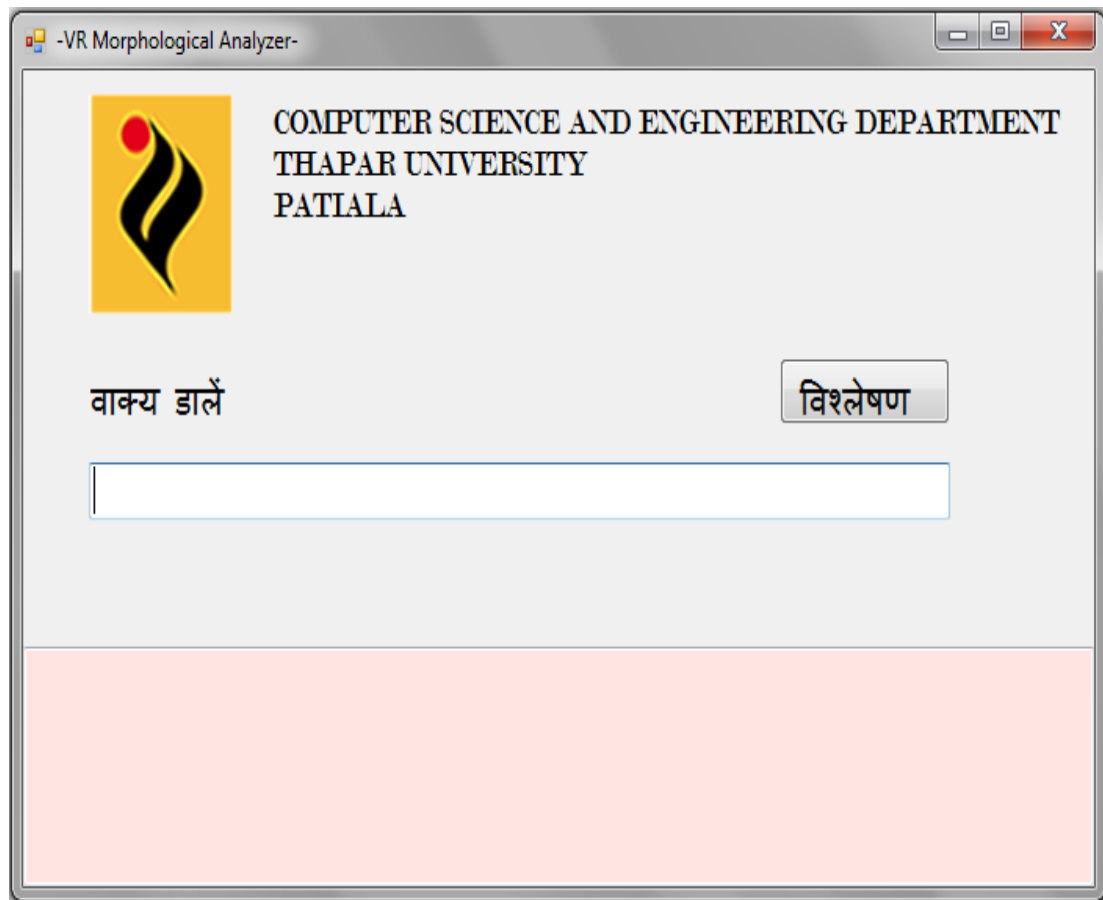 -VR Morphological Analyzer-
COMPUTER SCIENCE AND ENGINEERING DEPARTMENT
THAPAR UNIVERSITY
PATIALA
वाक्य डालें
विश्लेषण